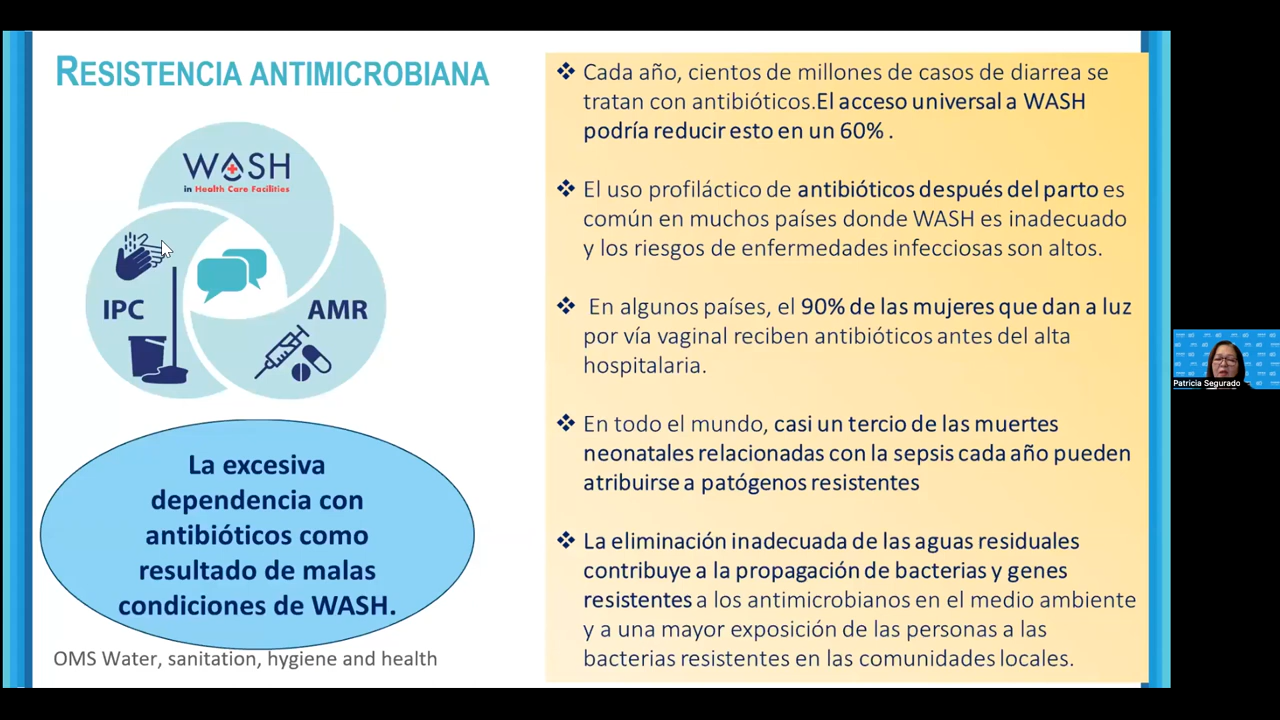 RESISTENCIA ANTIMICROBIANA
WASH
in Health Care Facilities
IPC
AMR
La excesiva
dependencia con
antibióticos como
resultado de malas
condiciones de WASH.
OMS Water, sanitation, hygiene and health
Cada año, cientos de millones de casos de diarrea se
tratan con antibióticos.El acceso universal a WASH
podría reducir esto en un 60% .
El uso profiláctico de antibióticos después del parto es
común en muchos países donde WASH es inadecuado
y los riesgos de enfermedades infecciosas son altos.
En algunos países, el 90% de las mujeres que dan a luz
por vía vaginal reciben antibióticos antes del alta
hospitalaria.
En todo el mundo, casi un tercio de las muertes
neonatales relacionadas con la sepsis cada año pueden
atribuirse a patógenos resistentes
La eliminación inadecuada de las aguas residuales
contribuye a la propagación de bacterias y genes
resistentes a los antimicrobianos en el medio ambiente
y a una mayor exposición de las personas a las
bacterias resistentes en las comunidades locales.
Patricia Segurado